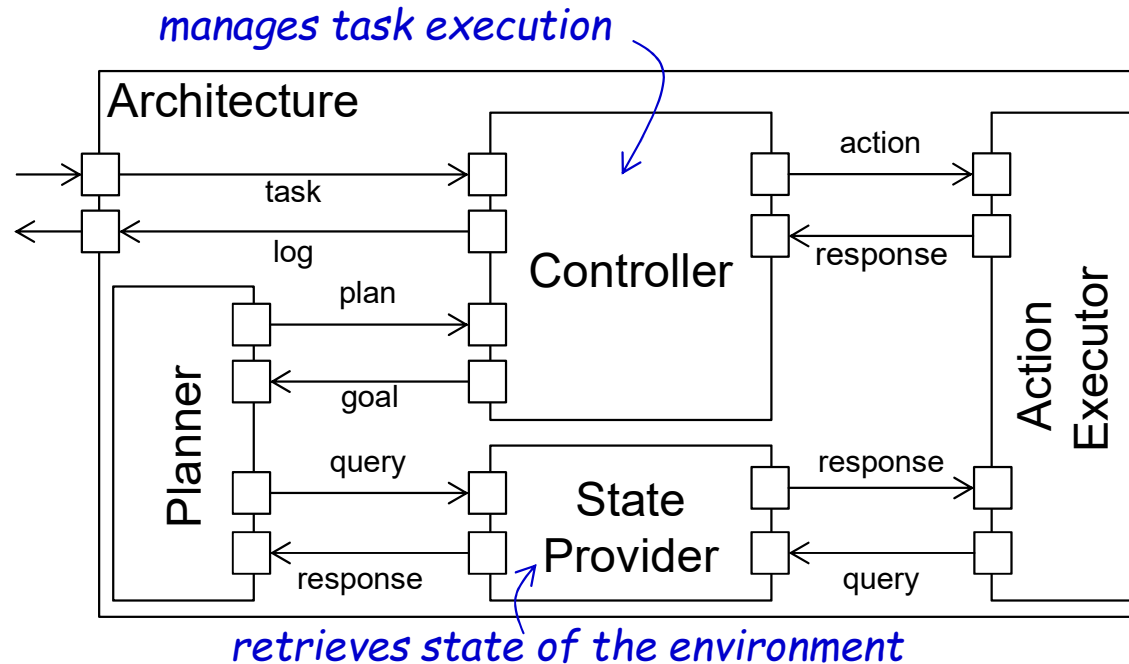 manages task execution
Architecture
task
log
plan
goal
query
response
Planner
Controller
State
Provider
action
response
response
query
Action
Executor
retrieves state of the environment